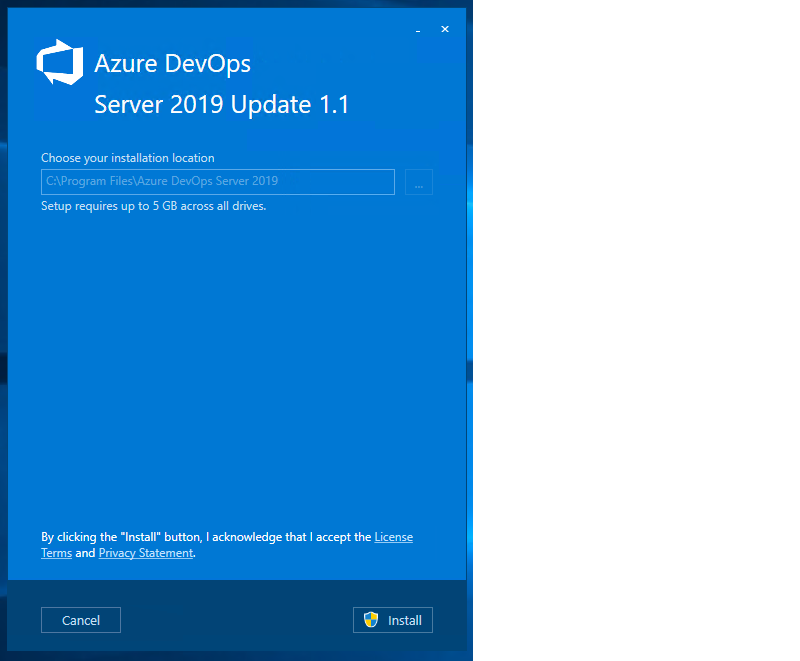 Azure DevOps
Server 2019 Update 1.1
Choose your installation location
C:\Program Files\Azure DevOps Server 2019
...
Setup requires up to 5 GB across all drives.
By clicking the "Install" button, I acknowledge that I accept the License
Terms and Privacy Statement.
Cancel
Install